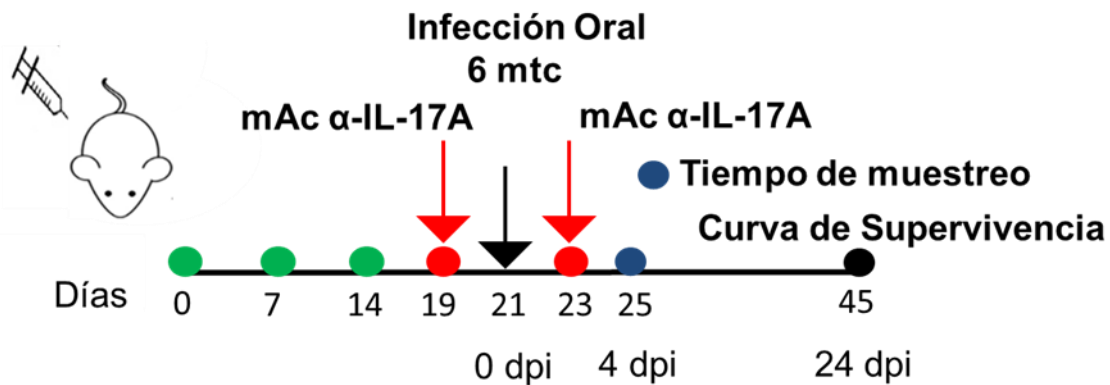 Infección Oral
6 mtc
mAc α-IL-17A
mAc α-IL-17A
Tiempo de muestreo
Curva de Supervivencia
Días 0 7 14 19 21 23 25 45
0 dpi 4 dpi 24 dpi